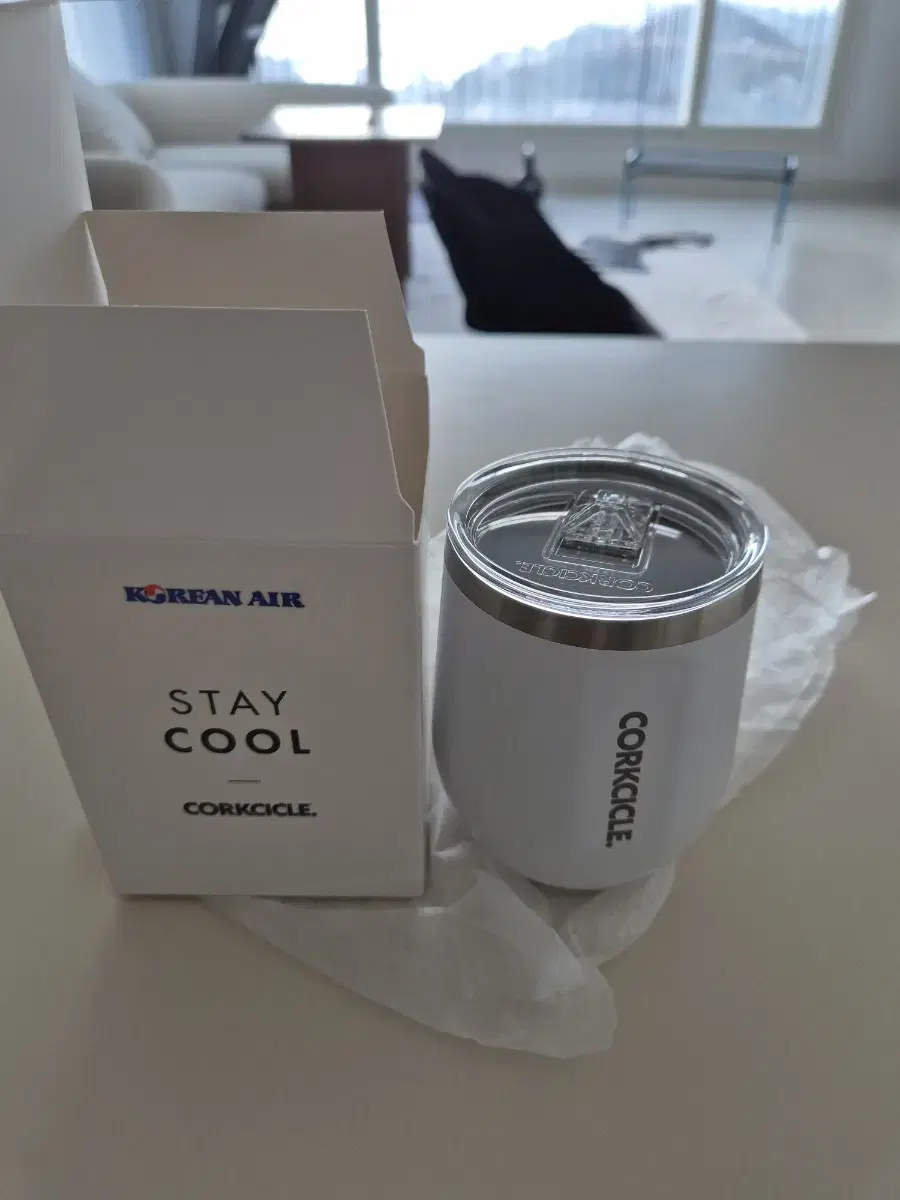 KOREAN AIR
STAY
COOL
CORKCICLE.
CORKCICLE.
CORKCICLE.